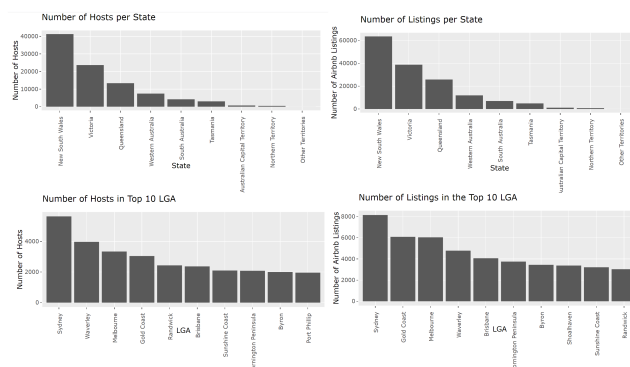 Number of Hosts per State
Number of Hosts
40000
30000
20000
10000
0
New South Wales
Victoria
Queensland
Western Australia
South Australia
Tasmania
Australian Capital Territory
Northern Territory
Other Territories
State
Number of Listings per State
Number of Airbnb Listings
60000
40000
20000
0
New South Wales
Victoria
Queensland
Western Australia
South Australia
Tasmania
ustralian Capital Territory
Northern Territory
Other Territories
State
Number of Hosts in Top 10 LGA
Number of Hosts
4000
2000
0
Sydney
Waverley
Melbourne
Gold Coast
Randwick
Brisbane
Sunshine Coast
ornington Peninsula
Byron
Port Phillip
LGA
Number of Listings in the Top 10 LGA
Number of Airbnb Listings
8000
6000
4000
2000
0
Sydney
Gold Coast
Melbourne
Waverley
Brisbane
ornington Peninsula
Byron
Shoalhaven
Sunshine Coast
Randwick
LGA